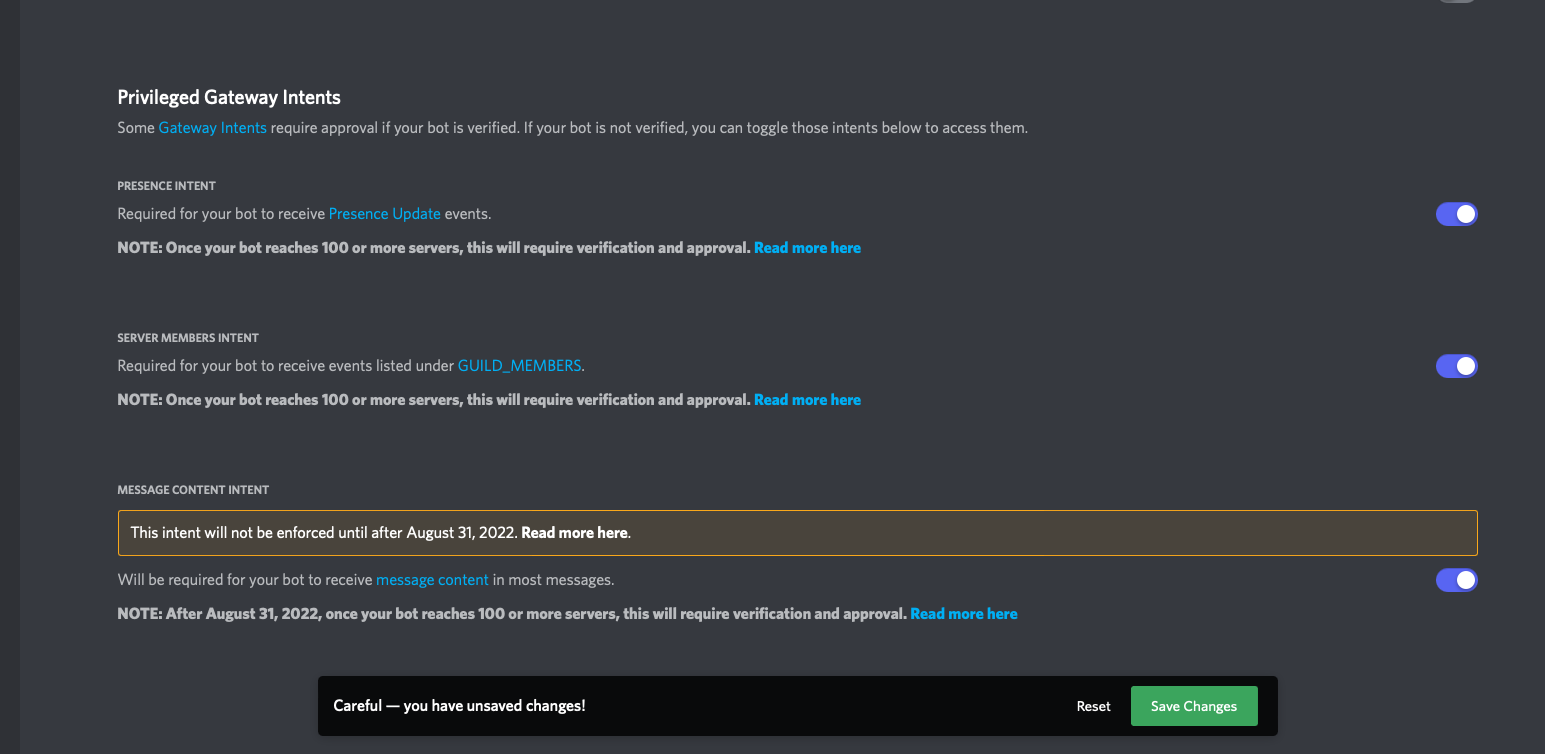 Privileged Gateway Intents
Some Gateway Intents require approval if your bot is verified. If your bot is not verified, you can toggle those intents below to access them.
PRESENCE INTENT
Required for your bot to receive Presence Update events.
NOTE: Once your bot reaches 100 or more servers, this will require verification and approval. Read more here
SERVER MEMBERS INTENT
Required for your bot to receive events listed under GUILD_MEMBERS.
NOTE: Once your bot reaches 100 or more servers, this will require verification and approval. Read more here
MESSAGE CONTENT INTENT
This intent will not be enforced until after August 31, 2022. Read more here.
Will be required for your bot to receive message content in most messages.
NOTE: After August 31, 2022, once your bot reaches 100 or more servers, this will require verification and approval. Read more here
Careful — you have unsaved changes! Reset Save Changes